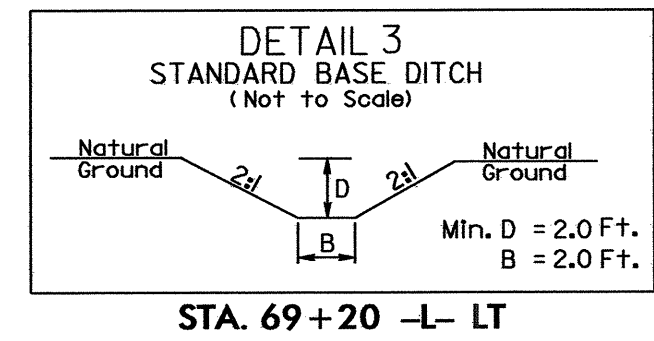 DETAIL 3
STANDARD BASE DITCH
(Not to Scale)
Natural
Ground
2:1
D
2:1
Natural
Ground
B
Min. D = 2.0 Ft.
B = 2.0 Ft.
STA. 69+20 -L- LT